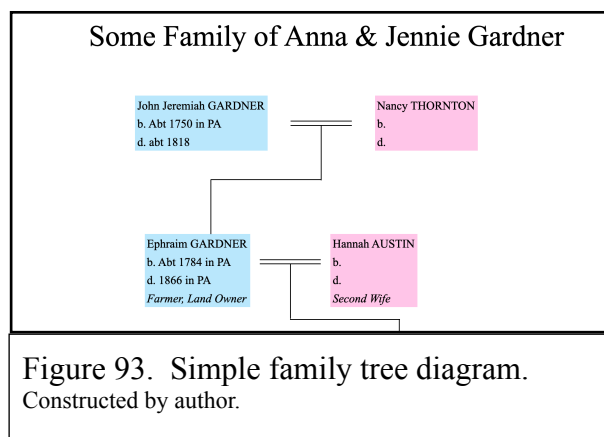 Some Family of Anna & Jennie Gardner
John Jeremiah GARDNER
b. Abt 1750 in PA
d. abt 1818
Nancy THORNTON
b.
d.
Ephraim GARDNER
b. Abt 1784 in PA
d. 1866 in PA
Farmer, Land Owner
Hannah AUSTIN
b.
d.
Second Wife
Figure 93.  Simple family tree diagram.
Constructed by author.